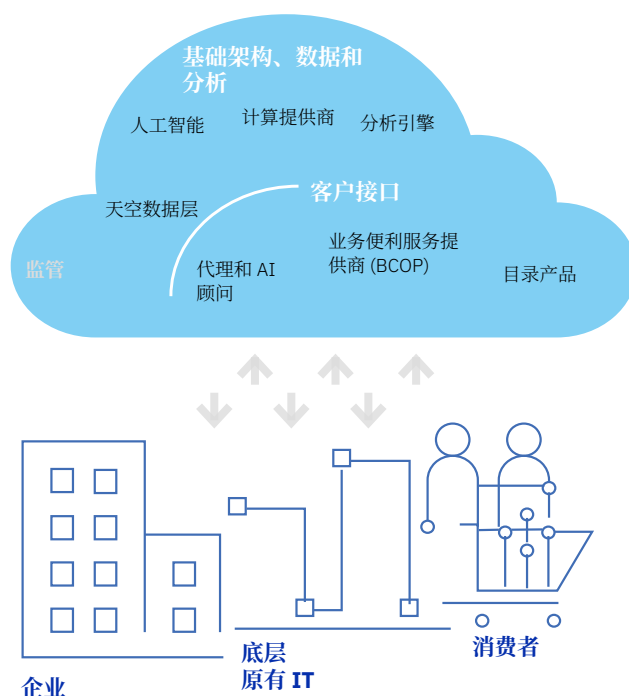 基础架构、数据和
分析
人工智能
计算提供商
分析引擎
天空数据层
客户接口
监管
代理和 AI
顾问
业务便利服务提
供商 (BCOP)
目录产品
企业
底层
原有 IT
消费者